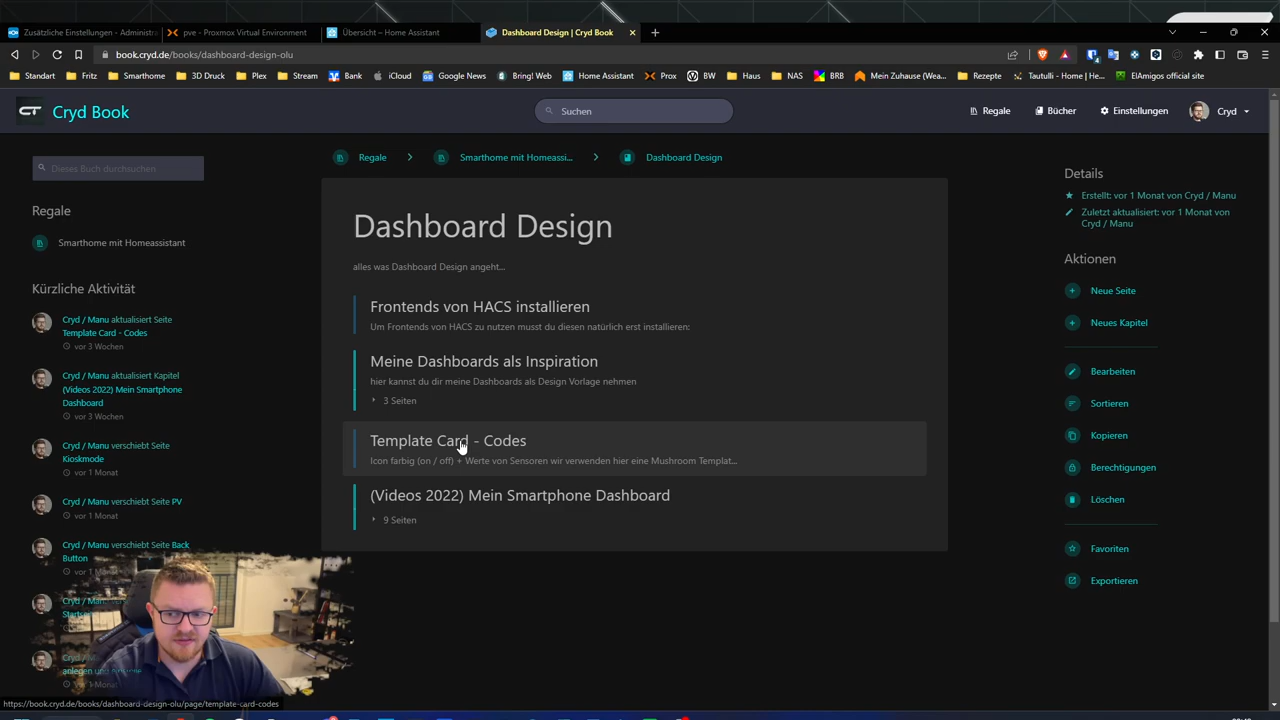 Zusätzliche Einstellungen - Administra
pve - Proxmox Virtual Environment
Übersicht – Home Assistant
Dashboard Design | Cryd Book
book.cryd.de/books/dashboard-design-olu
Standart
Fritz
Smarthome
3D Druck
Plex
Stream
Bank
iCloud
Google News
Bring! Web
Home Assistant
Prox
BW
Haus
NAS
BRB
Mein Zuhause (Wea...
Rezepte
Tautulli - Home | He...
ElAmigos official site
Cryd Book
Suchen
Regale
Bücher
Einstellungen
Cryd
Dieses Buch durchsuchen
Regale
Smarthome mit Homeassistant
Kürzliche Aktivität
Cryd / Manu aktualisiert Seite
Template Card - Codes
vor 3 Wochen
Cryd / Manu aktualisiert Kapitel
(Videos 2022) Mein Smartphone
Dashboard
vor 3 Wochen
Cryd / Manu verschiebt Seite
Kioskmode
vor 1 Monat
Cryd / Manu verschiebt Seite PV
vor 1 Monat
Cryd / Manu verschiebt Seite Back
Button
Regale
Smarthome mit Homeassi...
Dashboard Design
Dashboard Design
alles was Dashboard Design angeht...
Frontends von HACS installieren
Um Frontends von HACS zu nutzen musst du diesen natürlich erst installieren:
Meine Dashboards als Inspiration
hier kannst du dir meine Dashboards als Design Vorlage nehmen
3 Seiten
Template Card - Codes
Icon farbig (on / off) + Werte von Sensoren wir verwenden hier eine Mushroom Templat...
(Videos 2022) Mein Smartphone Dashboard
9 Seiten
Details
Erstellt: vor 1 Monat von Cryd / Manu
Zuletzt aktualisiert: vor 1 Monat von
Cryd / Manu
Aktionen
Neue Seite
Neues Kapitel
Bearbeiten
Sortieren
Kopieren
Berechtigungen
Löschen
Favoriten
Exportieren
https://book.cryd.de/books/dashboard-design-olu/page/template-card-codes